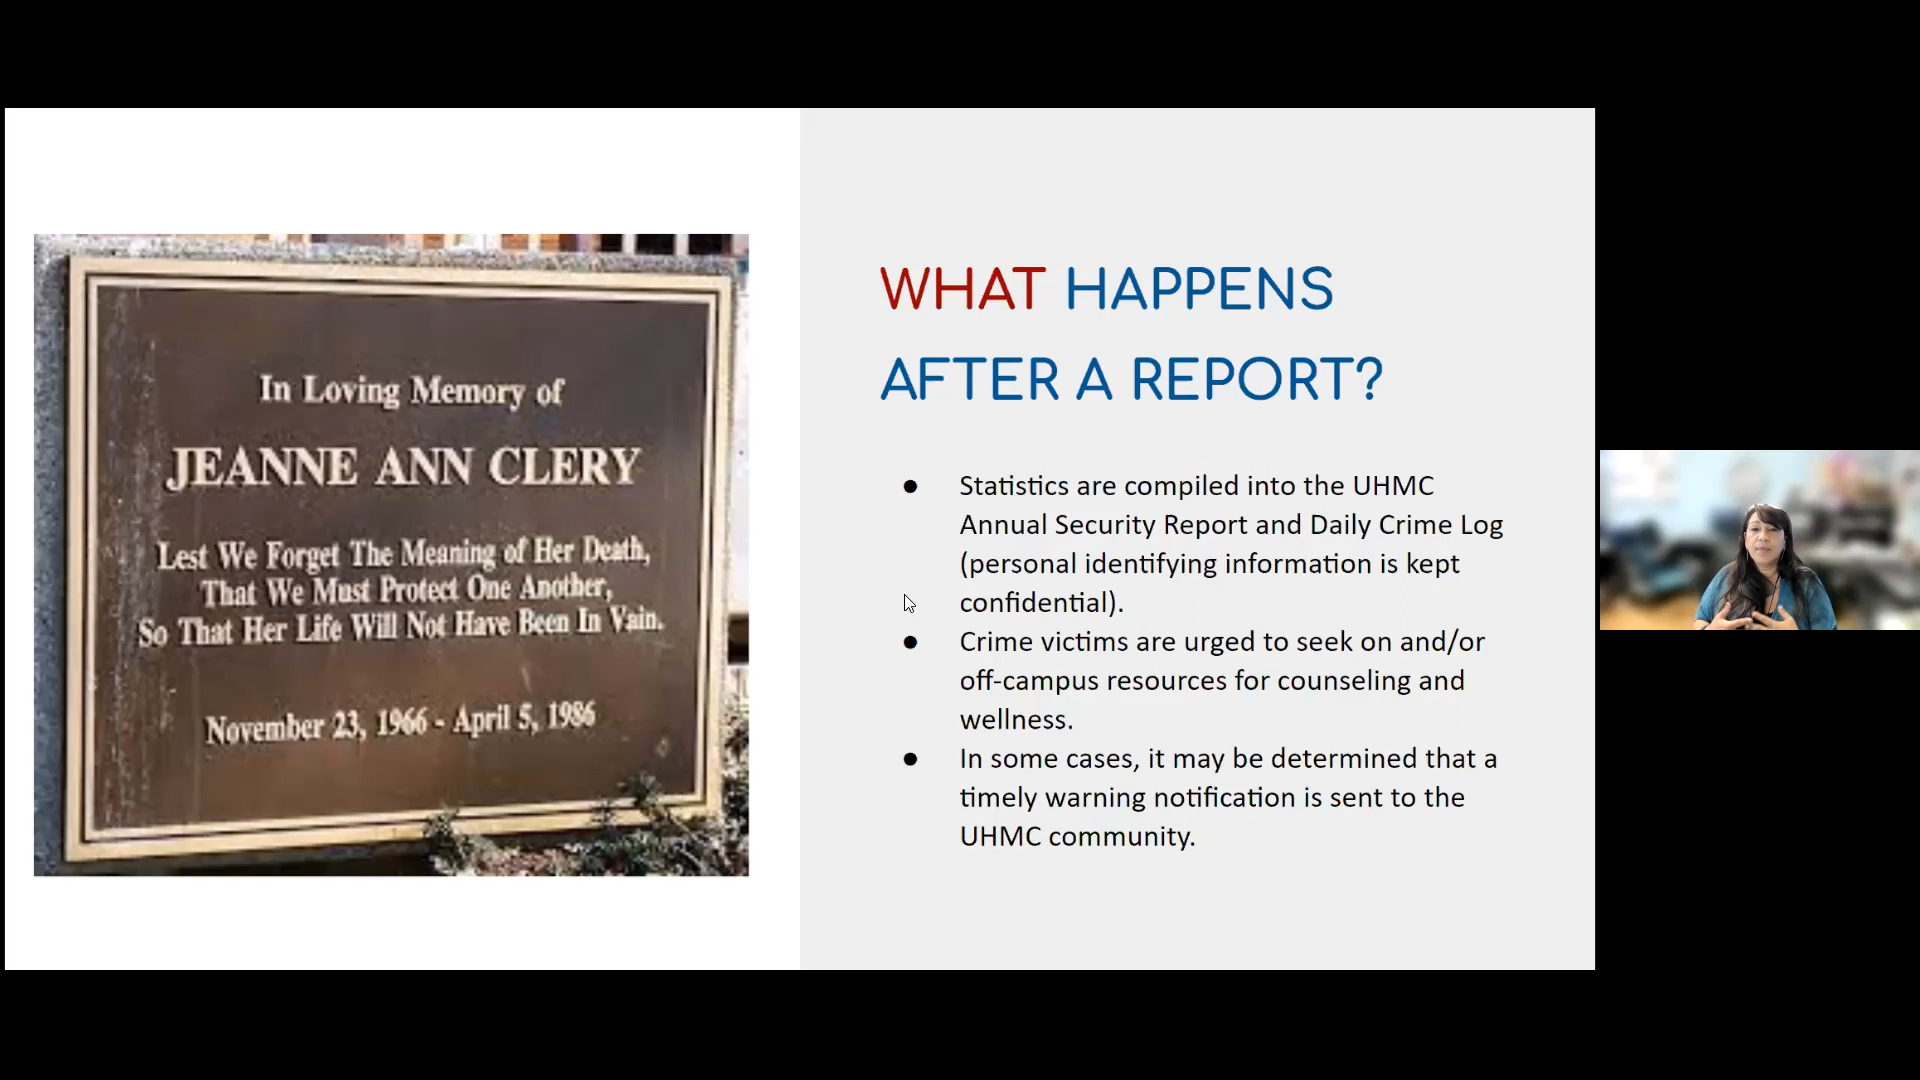 In Loving Memory of
JEANNE ANN CLERY
Lest We Forget The Meaning of Her Death,
That We Must Protect One Another,
So That Her Life Will Not Have Been In Vain.
November 23, 1966 - April 5, 1986
WHAT HAPPENS
AFTER A REPORT?
● Statistics are compiled into the UHMC
Annual Security Report and Daily Crime Log
(personal identifying information is kept
confidential).
● Crime victims are urged to seek on and/or
off-campus resources for counseling and
wellness.
● In some cases, it may be determined that a
timely warning notification is sent to the
UHMC community.